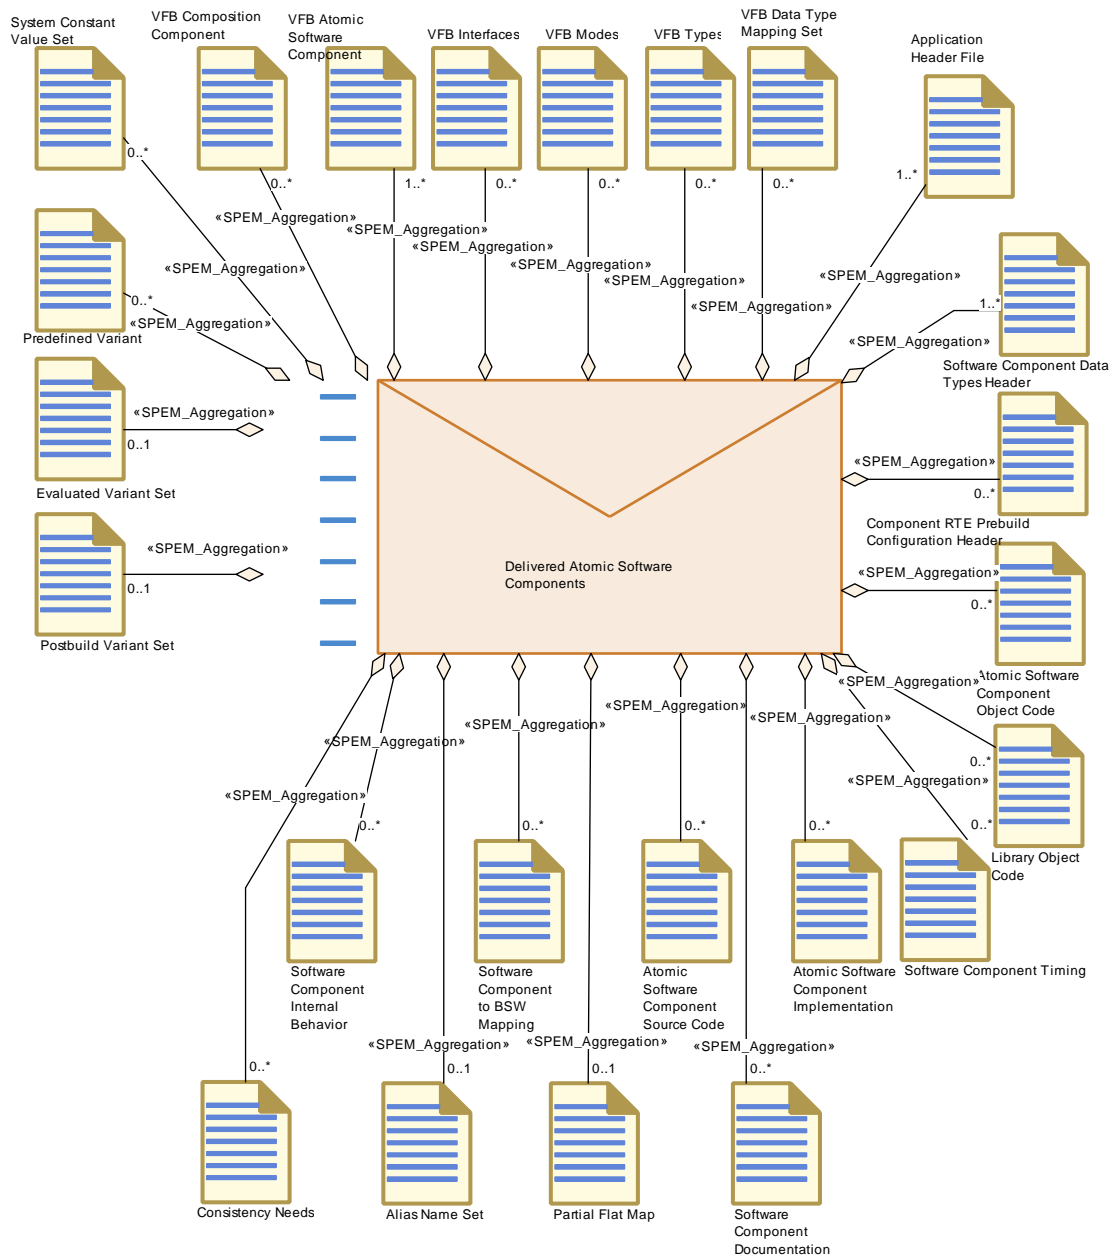 System Constant
Value Set
VFB Composition
Component
VFB Atomic
Software
Component
VFB Interfaces
VFB Modes
VFB Types
VFB Data Type
Mapping Set
Application
Header File
0..*
0..*
1..*
0..*
0..*
0..*
0..*
1..*
«SPEM_Aggregation»
«SPEM_Aggregation»
«SPEM_Aggregation»
«SPEM_Aggregation»
«SPEM_Aggregation»
«SPEM_Aggregation»
«SPEM_Aggregation»
«SPEM_Aggregation»
0..*
«SPEM_Aggregation»
Predefined Variant
1..*
«SPEM_Aggregation»
Software Component Data
Types Header
«SPEM_Aggregation»
0..1
Evaluated Variant Set
«SPEM_Aggregation»
0..*
Component RTE Prebuild
Configuration Header
«SPEM_Aggregation»
0..1
Postbuild Variant Set
Delivered Atomic Software
Components
«SPEM_Aggregation»
0..*
Atomic Software
Component
Object Code
«SPEM_Aggregation»
«SPEM_Aggregation»
«SPEM_Aggregation»
«SPEM_Aggregation»
«SPEM_Aggregation»
0..*
«SPEM_Aggregation»
«SPEM_Aggregation»
0..*
0..*
0..*
0..*
0..*
Library Object
Code
Software
Component
Internal
Behavior
Software
Component
to BSW
Mapping
Atomic
Software
Component
Source Code
Atomic Software
Component
Implementation
Software Component Timing
«SPEM_Aggregation»
«SPEM_Aggregation»
«SPEM_Aggregation»
0..*
0..1
0..1
0..*
Consistency Needs
Alias Name Set
Partial Flat Map
Software
Component
Documentation